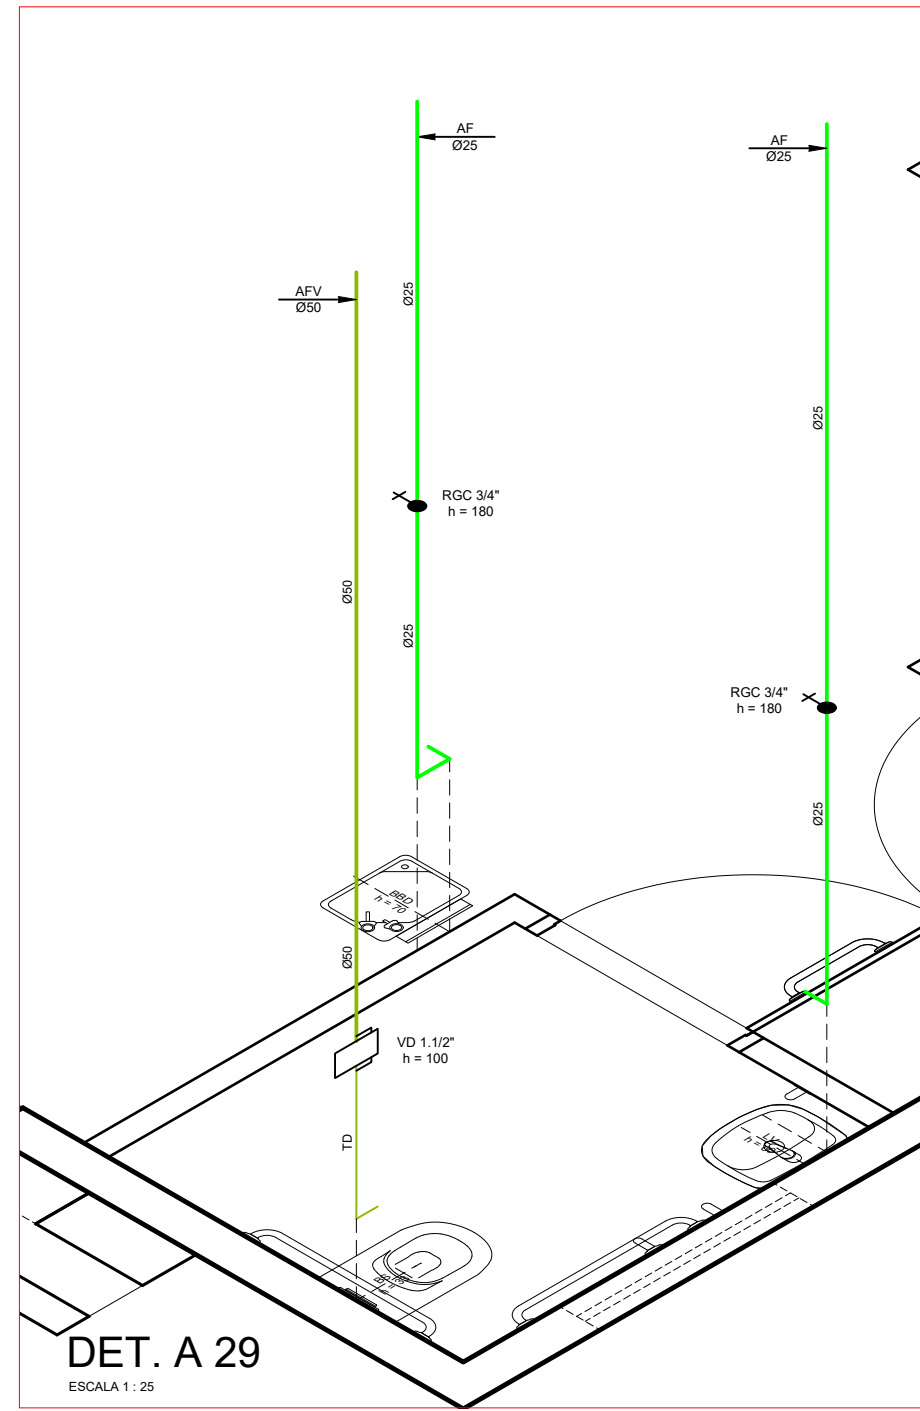 AF
Ø25
AF
Ø25
AFV
Ø50
Ø25
Ø25
RGC 3/4"
h = 180
Ø50
Ø25
RGC 3/4"
h = 180
Ø25
BBD
h = 70
Ø50
VD 1.1/2"
h = 100
TD
DET. A 29
ESCALA 1 : 25